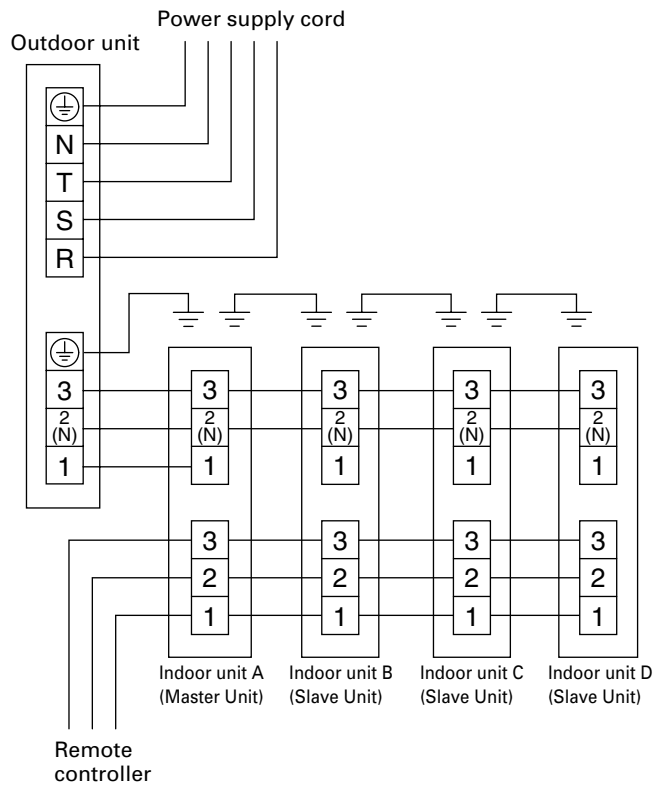 Power supply cord
Outdoor unit
N
T
S
R
3 3 3 3 3
2 (N) 2 (N) 2 (N) 2 (N) 2 (N)
1 1 1 1 1
3 3 3 3
2 2 2 2
1 1 1 1
Indoor unit A Indoor unit B Indoor unit C Indoor unit D
(Master Unit) (Slave Unit) (Slave Unit) (Slave Unit)
Remote
controller